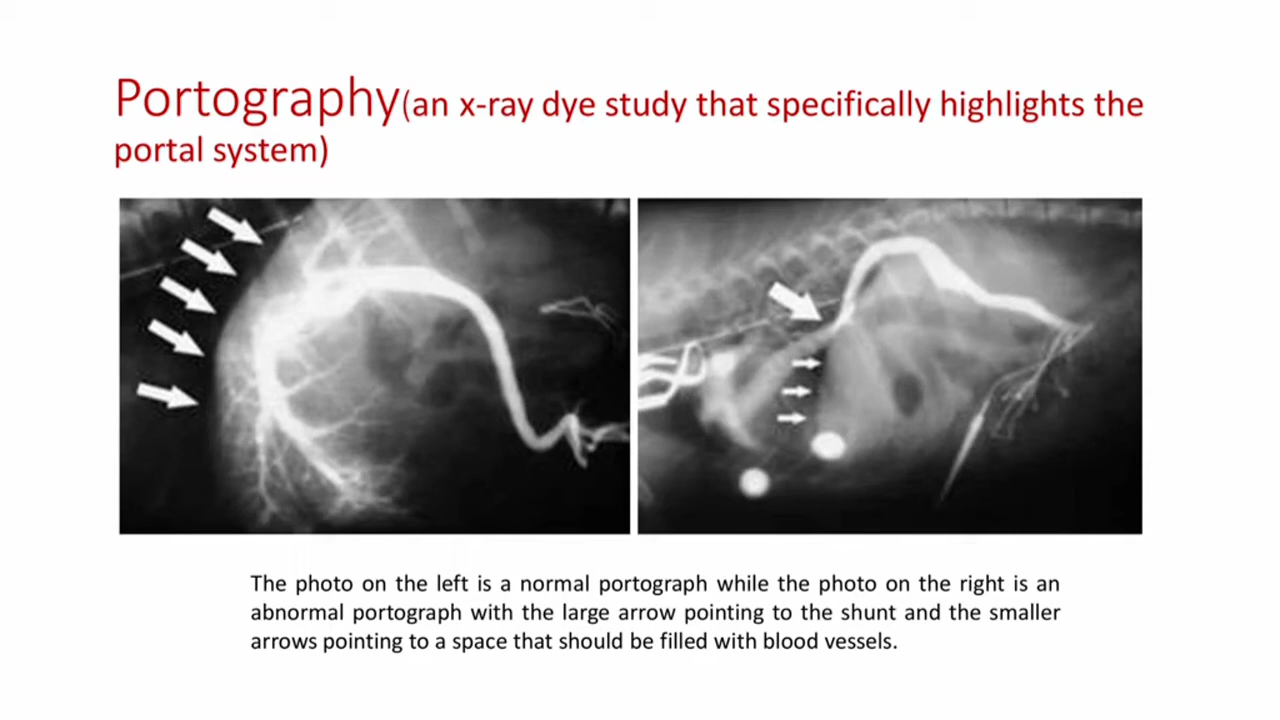 Portography(an x-ray dye study that specifically highlights the
portal system)
The photo on the left is a normal portograph while the photo on the right is an
abnormal portograph with the large arrow pointing to the shunt and the smaller
arrows pointing to a space that should be filled with blood vessels.